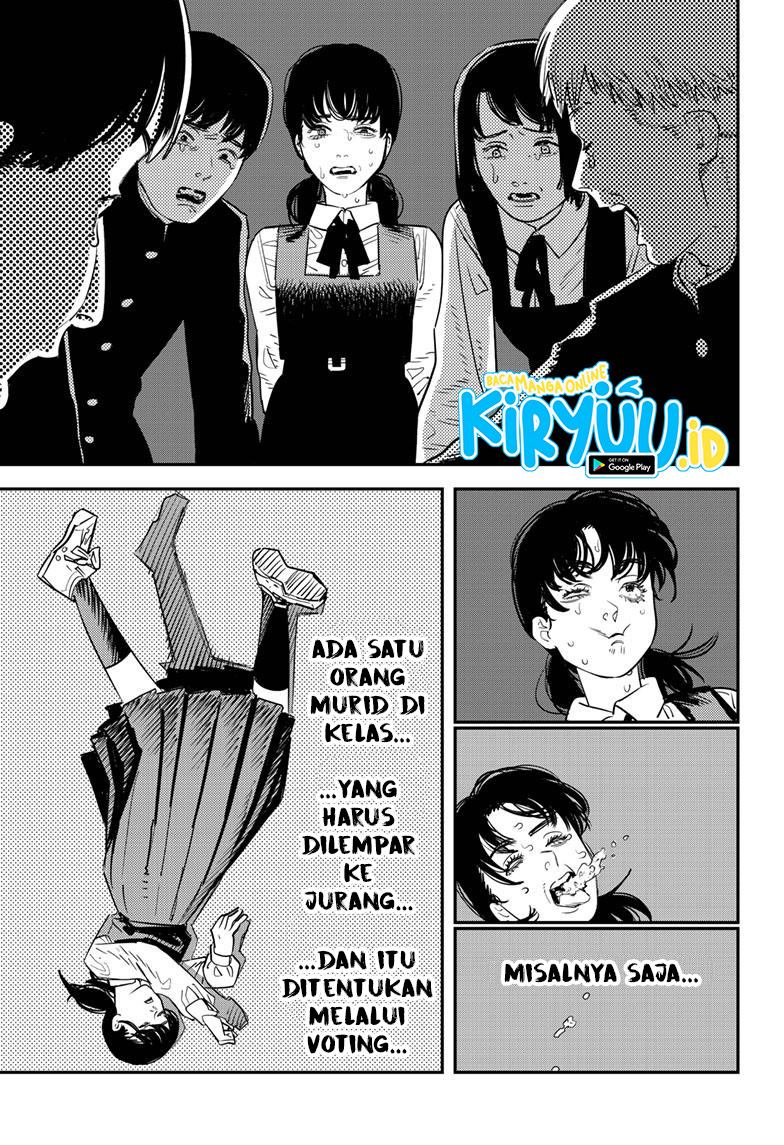 BACA MANGA ONLINE
KIRYUU.ID
GET IT ON
Google Play
MISALNYA SAJA...
ADA SATU
ORANG
MURID DI
KELAS...
...YANG
HARUS
DILEMPAR
KE
JURANG...
...DAN ITU
DITENTUKAN
MELALUI
VOTING...